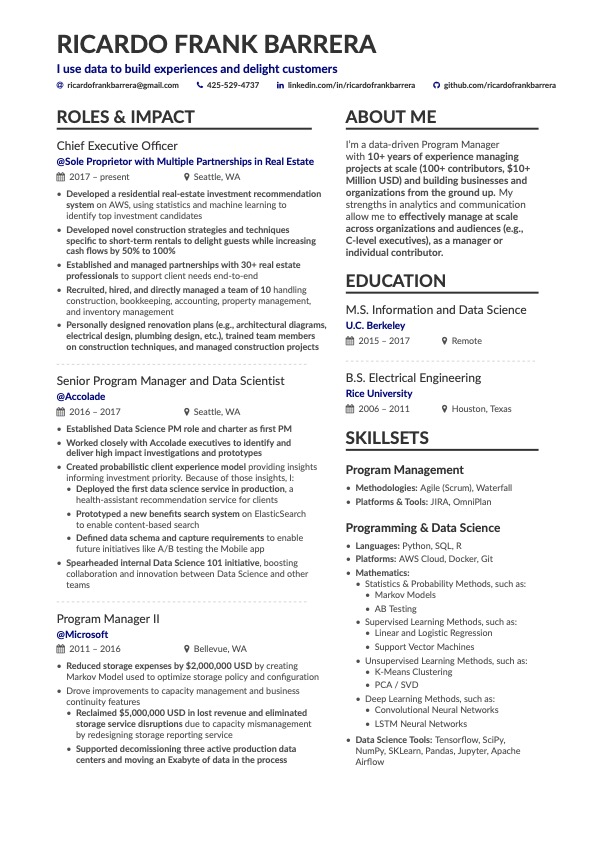 RICARDO FRANK BARRERA
I use data to build experiences and delight customers
ricardofrankbarrera@gmail.com 425-529-4737 linkedin.com/in/ricardofrankbarrera github.com/ricardofrankbarrera
ROLES & IMPACT
Chief Executive Officer
@Sole Proprietor with Multiple Partnerships in Real Estate
2017 – present Seattle, WA
• Developed a residential real-estate investment recommendation
system on AWS, using statistics and machine learning to
identify top investment candidates
• Developed novel construction strategies and techniques
specific to short-term rentals to delight guests while increasing
cash flows by 50% to 100%
• Established and managed partnerships with 30+ real estate
professionals to support client needs end-to-end
• Recruited, hired, and directly managed a team of 10 handling
construction, bookkeeping, accounting, property management,
and inventory management
• Personally designed renovation plans (e.g., architectural diagrams,
electrical design, plumbing design, etc.), trained team members
on construction techniques, and managed construction projects
Senior Program Manager and Data Scientist
@Accolade
2016 – 2017 Seattle, WA
• Established Data Science PM role and charter as first PM
• Worked closely with Accolade executives to identify and
deliver high impact investigations and prototypes
• Created probabilistic client experience model providing insights
informing investment priority. Because of those insights, I:
• Deployed the first data science service in production, a
health-assistant recommendation service for clients
• Prototyped a new benefits search system on ElasticSearch
to enable content-based search
• Defined data schema and capture requirements to enable
future initiatives like A/B testing the Mobile app
• Spearheaded internal Data Science 101 initiative, boosting
collaboration and innovation between Data Science and other
teams
Program Manager II
@Microsoft
2011 – 2016 Bellevue, WA
• Reduced storage expenses by $2,000,000 USD by creating
Markov Model used to optimize storage policy and configuration
• Drove improvements to capacity management and business
continuity features
• Reclaimed $5,000,000 USD in lost revenue and eliminated
storage service disruptions due to capacity mismanagement
by redesigning storage reporting service
• Supported decomissioning three active production data
centers and moving an Exabyte of data in the process
ABOUT ME
I'm a data-driven Program Manager
with 10+ years of experience managing
projects at scale (100+ contributors, $10+
Million USD) and building businesses and
organizations from the ground up. My
strengths in analytics and communication
allow me to effectively manage at scale
across organizations and audiences (e.g.,
C-level executives), as a manager or
individual contributor.
EDUCATION
M.S. Information and Data Science
U.C. Berkeley
2015 – 2017 Remote
B.S. Electrical Engineering
Rice University
2006 – 2011 Houston, Texas
SKILLSETS
Program Management
• Methodologies: Agile (Scrum), Waterfall
• Platforms & Tools: JIRA, OmniPlan
Programming & Data Science
• Languages: Python, SQL, R
• Platforms: AWS Cloud, Docker, Git
• Mathematics:
• Statistics & Probability Methods, such as:
• Markov Models
• AB Testing
• Supervised Learning Methods, such as:
• Linear and Logistic Regression
• Support Vector Machines
• Unsupervised Learning Methods, such as:
• K-Means Clustering
• PCA / SVD
• Deep Learning Methods, such as:
• Convolutional Neural Networks
• LSTM Neural Networks
• Data Science Tools: Tensorflow, SciPy,
NumPy, SKLearn, Pandas, Jupyter, Apache
Airflow